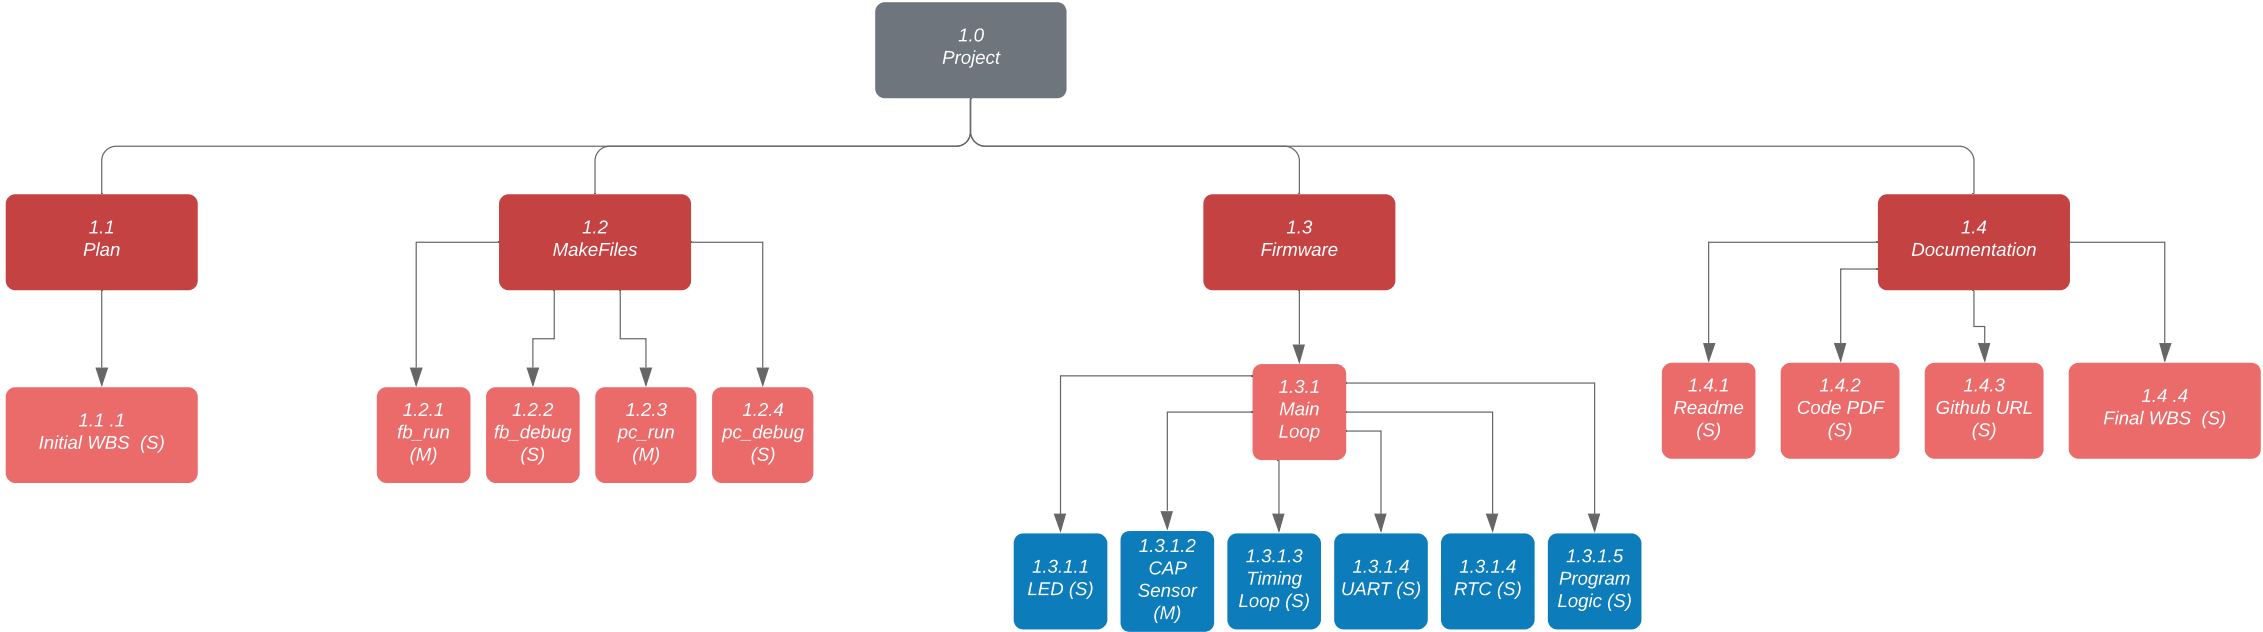 1.0
Project
1.1
Plan
1.2
MakeFiles
1.3
Firmware
1.4
Documentation
1.1 .1
Initial WBS  (S)
1.2.1
fb_run
(M)
1.2.2
fb_debug
(S)
1.2.3
pc_run
(M)
1.2.4
pc_debug
(S)
1.3.1
Main
Loop
1.4.1
Readme
(S)
1.4.2
Code PDF
(S)
1.4.3
Github URL
(S)
1.4 .4
Final WBS  (S)
1.3.1.1
LED (S)
1.3.1.2
CAP
Sensor
(M)
1.3.1.3
Timing
Loop (S)
1.3.1.4
UART (S)
1.3.1.4
RTC (S)
1.3.1.5
Program
Logic (S)